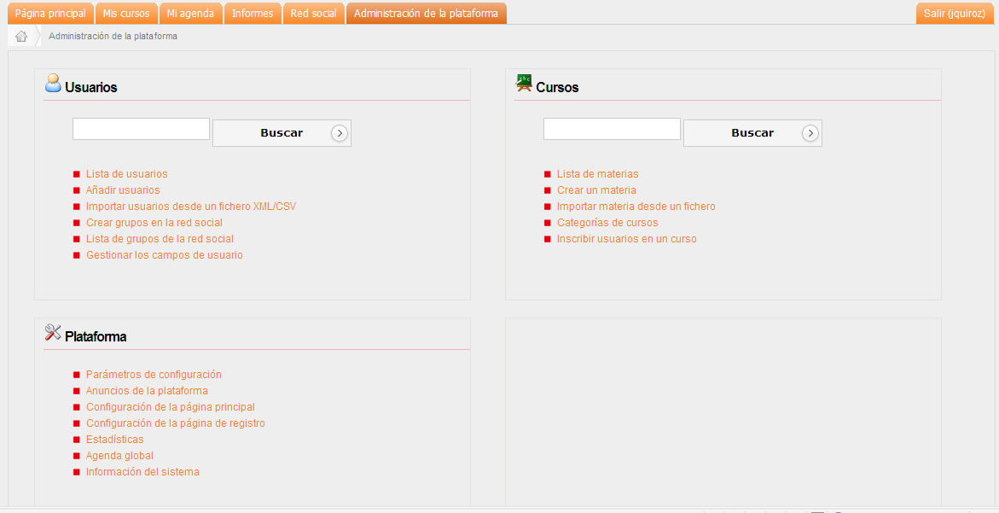 Página principal
Mis cursos
Mi agenda
Informes
Red social
Administración de la plataforma
Salir (jquiroz)
Administración de la plataforma
Usuarios
Buscar
Lista de usuarios
Añadir usuarios
Importar usuarios desde un fichero XML/CSV
Crear grupos en la red social
Lista de grupos de la red social
Gestionar los campos de usuario
Cursos
Buscar
Lista de materias
Crear un materia
Importar materia desde un fichero
Categorías de cursos
Inscribir usuarios en un curso
Plataforma
Parámetros de configuración
Anuncios de la plataforma
Configuración de la página principal
Configuración de la página de registro
Estadísticas
Agenda global
Información del sistema